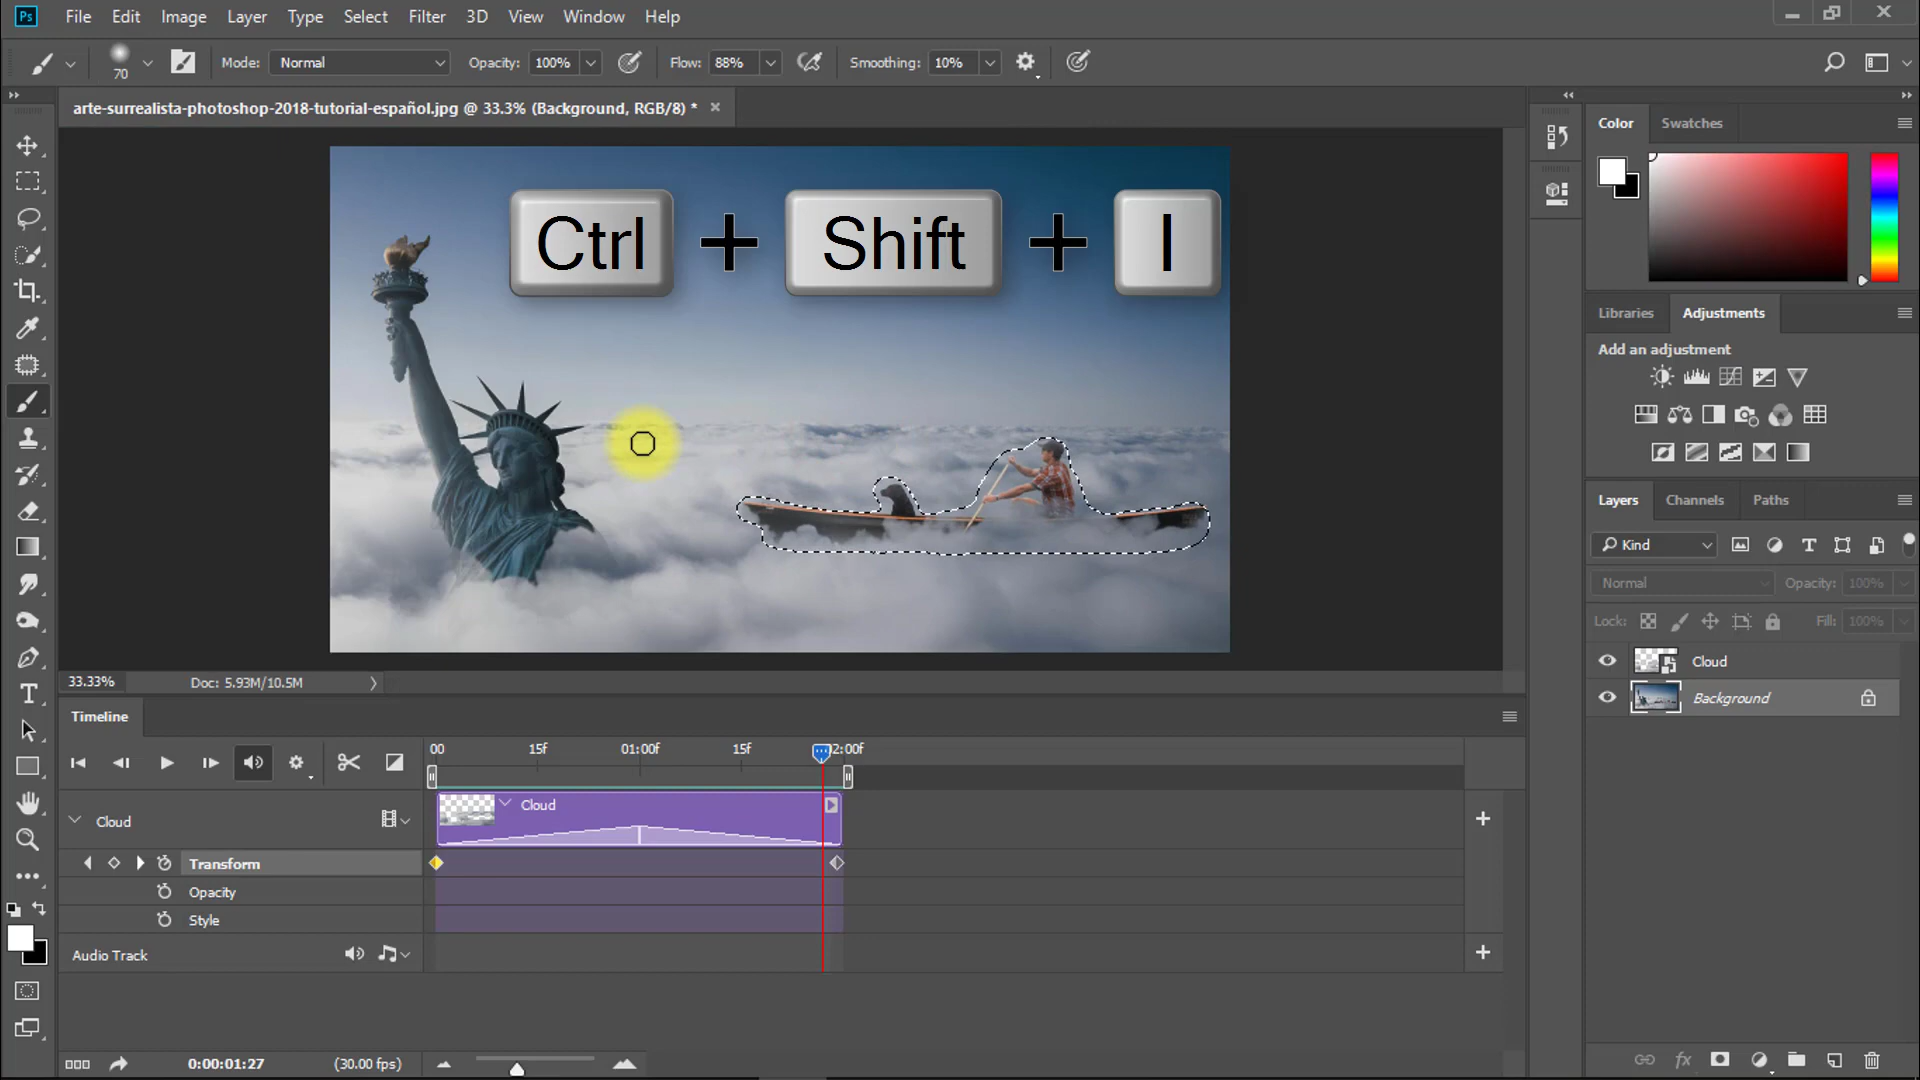 Ps File Edit Image Layer Type Select Filter 3D View Window Help
70 Mode: Normal Opacity: 100% Flow: 88% Smoothing: 10%
arte-surrealista-photoshop-2018-tutorial-español.jpg @ 33.3% (Background, RGB/8) *
Ctrl + Shift + I
Color Swatches
Libraries Adjustments
Add an adjustment
Layers Channels Paths
Kind
Normal Opacity: 100%
Lock: Fill: 100%
Cloud
Background
33.33% Doc: 5.93M/10.5M
Timeline
00 15f 01:00f 15f 02:00f
Cloud
Cloud
Transform
Opacity
Style
Audio Track
0:00:01:27 (30.00 fps)